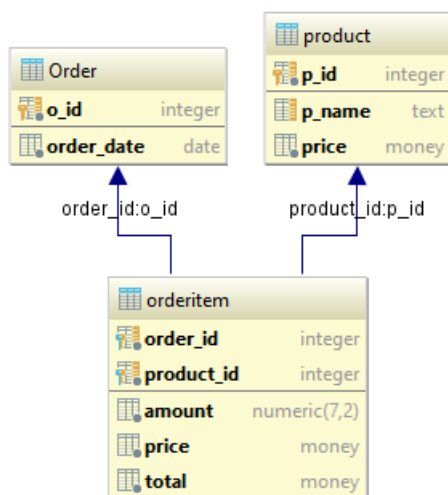 Order
o_id integer
order_date date
product
p_id integer
p_name text
price money
order_id:o_id
product_id:p_id
orderitem
order_id integer
product_id integer
amount numeric(7,2)
price money
total money